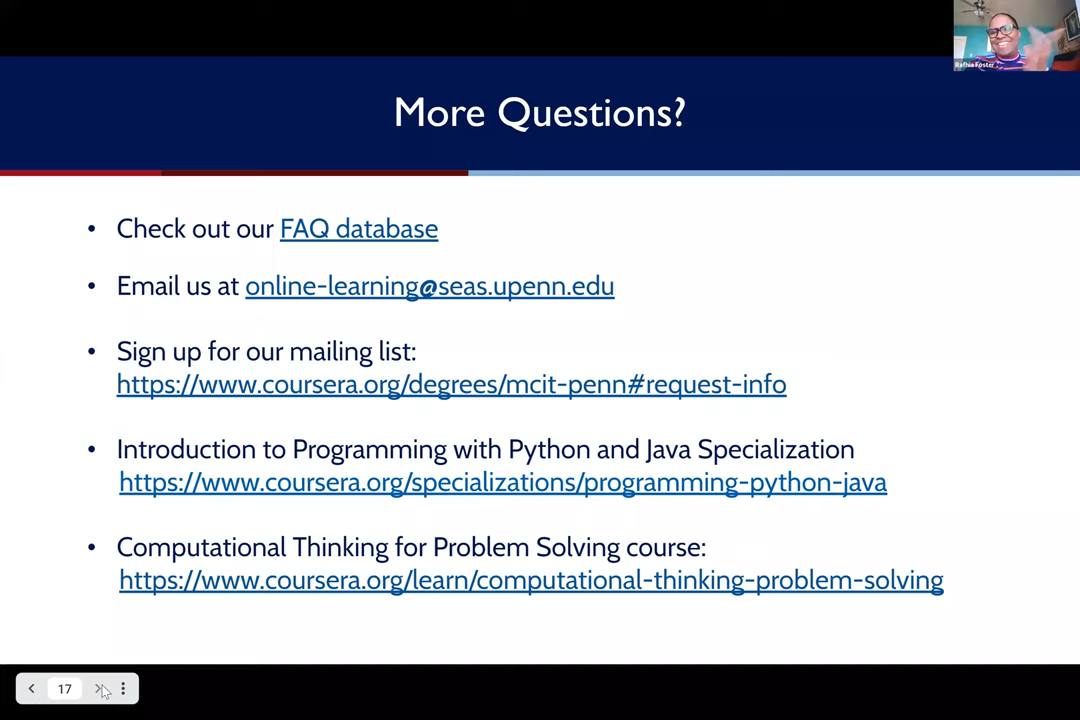 Rafhia Foster
More Questions?
• Check out our FAQ database
• Email us at online-learning@seas.upenn.edu
• Sign up for our mailing list:
https://www.coursera.org/degrees/mcit-penn#request-info
• Introduction to Programming with Python and Java Specialization
https://www.coursera.org/specializations/programming-python-java
• Computational Thinking for Problem Solving course:
https://www.coursera.org/learn/computational-thinking-problem-solving
17